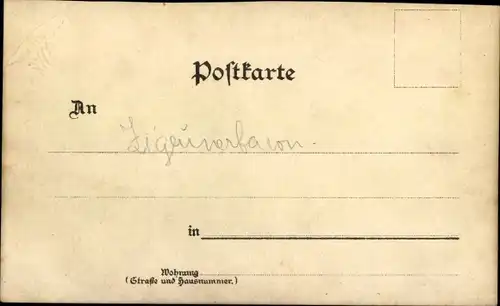 Postkarte
An
Zigeunerbaron.
in
Wohnung
(Straße und Hausnummer.)